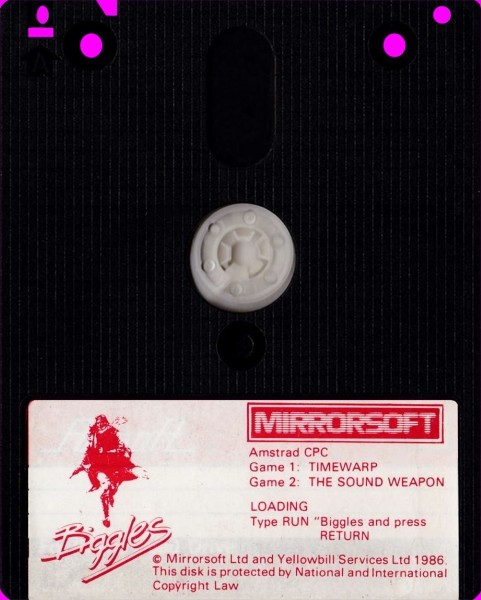 MIRRORSOFT
Amstrad CPC
Game 1: TIMEWARP
Game 2: THE SOUND WEAPON
LOADING
Type RUN "Biggles and press
RETURN
Biggles
© Mirrorsoft Ltd and Yellowbill Services Ltd 1986.
This disk is protected by National and International
Copyright Law